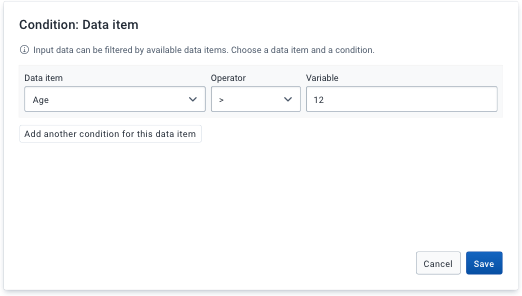 Condition: Data item
Input data can be filtered by available data items. Choose a data item and a condition.
Data item Operator Variable
Age > 12
Add another condition for this data item
Cancel Save